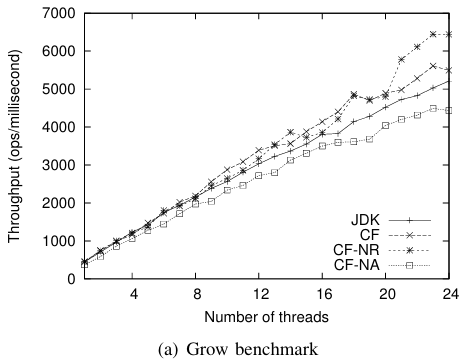 7000
6000
5000
4000
3000
2000
1000
0
Throughput (ops/millisecond)
JDK
CF
CF-NR
CF-NA
4 8 12 16 20 24
Number of threads
(a) Grow benchmark